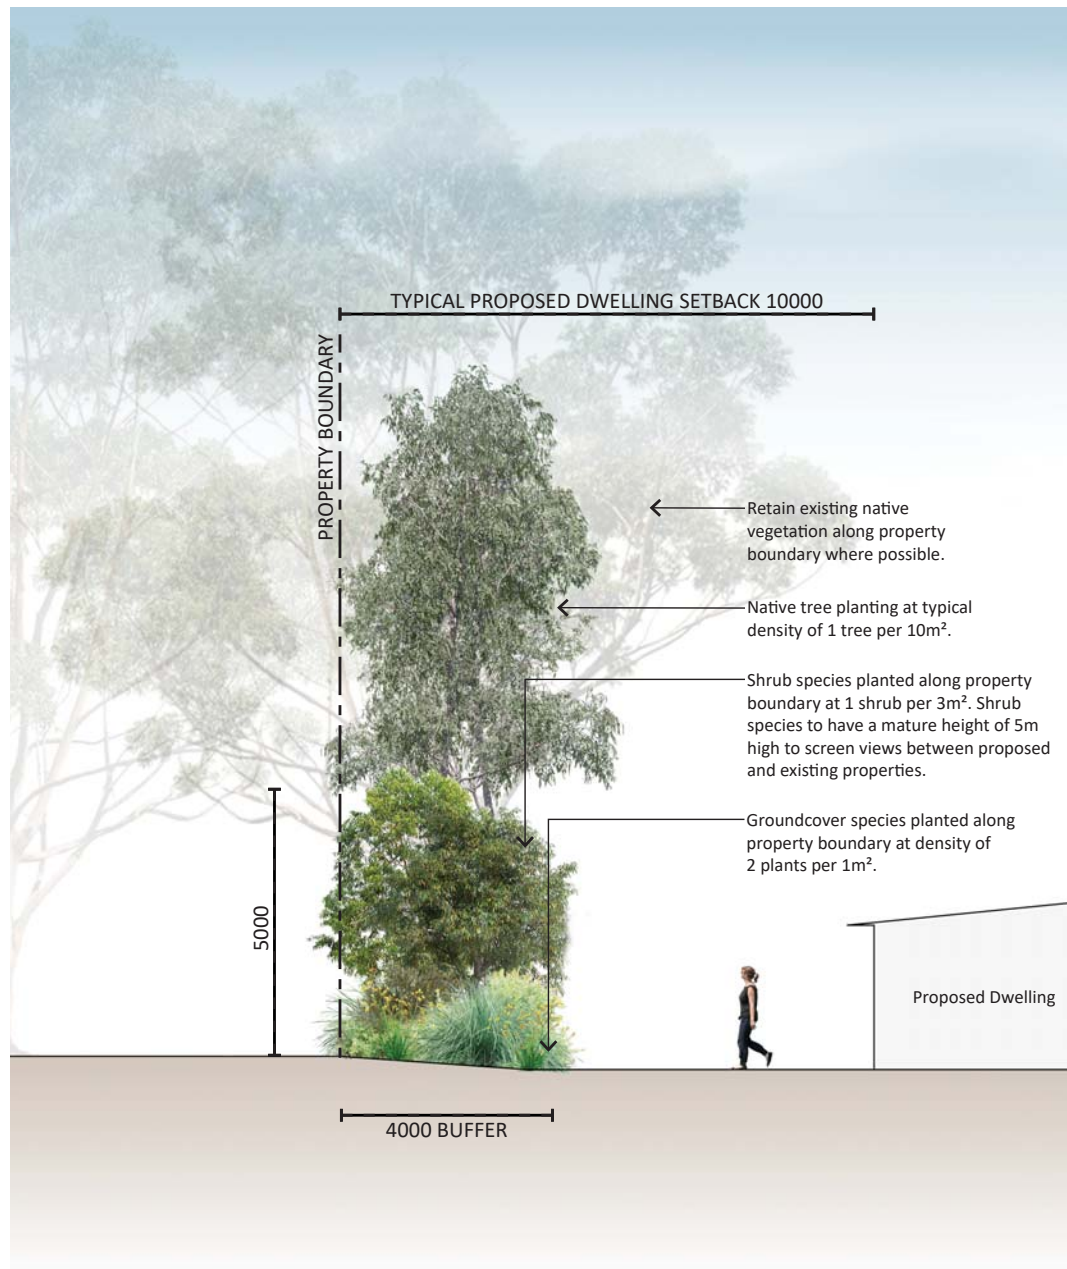 TYPICAL PROPOSED DWELLING SETBACK 10000
PROPERTY BOUNDARY
Retain existing native
vegetation along property
boundary where possible.
Native tree planting at typical
density of 1 tree per 10m².
Shrub species planted along property
boundary at 1 shrub per 3m². Shrub
species to have a mature height of 5m
high to screen views between proposed
and existing properties.
Groundcover species planted along
property boundary at density of
2 plants per 1m².
5000
Proposed Dwelling
4000 BUFFER